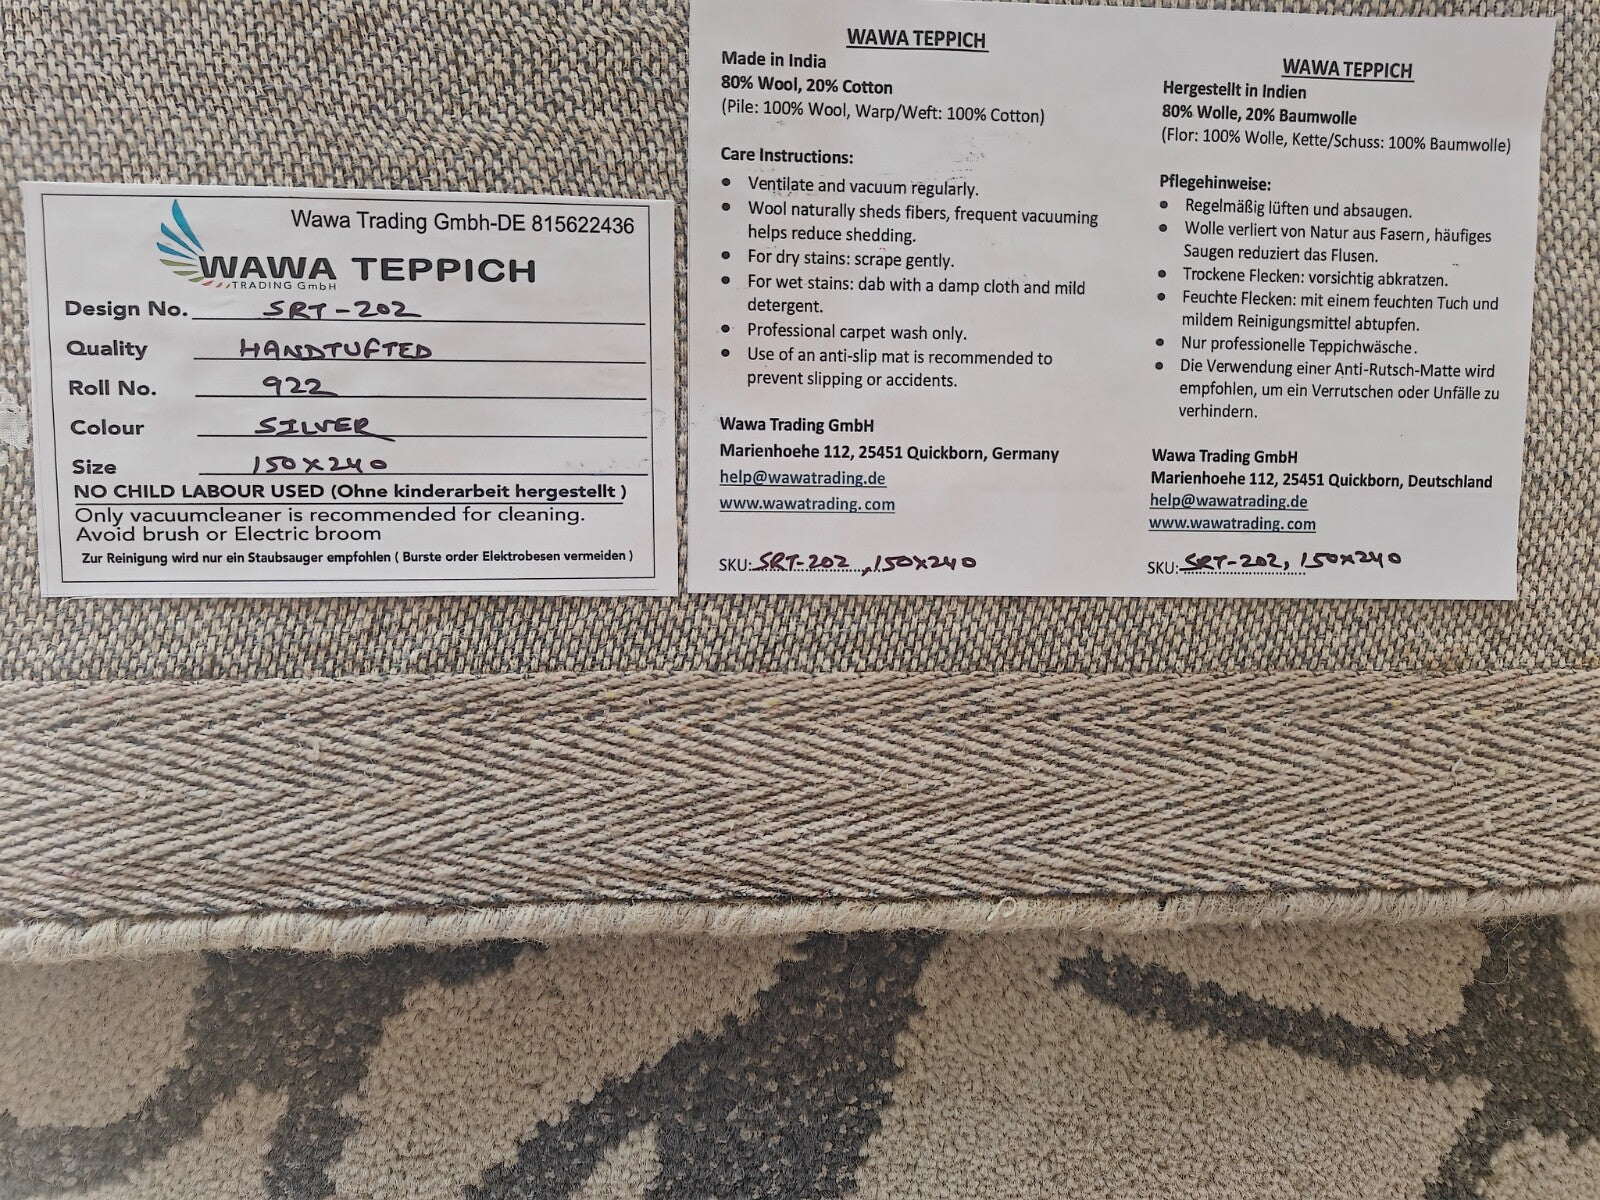 Wawa Trading Gmbh-DE 815622436
WAWA TEPPICH
TRADING GmbH
Design No. SRT-202
Quality HANDTUFTED
Roll No. 922
Colour SILVER
Size 150X240
NO CHILD LABOUR USED (Ohne kinderarbeit hergestellt )
Only vacuumcleaner is recommended for cleaning.
Avoid brush or Electric broom
Zur Reinigung wird nur ein Staubsauger empfohlen ( Burste order Elektrobesen vermeiden )
WAWA TEPPICH
Made in India
80% Wool, 20% Cotton
(Pile: 100% Wool, Warp/Weft: 100% Cotton)
Care Instructions:
• Ventilate and vacuum regularly.
• Wool naturally sheds fibers, frequent vacuuming
helps reduce shedding.
• For dry stains: scrape gently.
• For wet stains: dab with a damp cloth and mild
detergent.
• Professional carpet wash only.
• Use of an anti-slip mat is recommended to
prevent slipping or accidents.
Wawa Trading GmbH
Marienhoehe 112, 25451 Quickborn, Germany
help@wawatrading.de
www.wawatrading. com
SKU: SRT-202, 150X240
WAWA TEPPICH
Hergestellt in Indien
80% Wolle, 20% Baumwolle
(Flor: 100% Wolle, Kette/Schuss: 100% Baumwolle)
Pflegehinweise:
• Regelmäßig lüften und absaugen.
• Wolle verliert von Natur aus Fasern, häufiges
Saugen reduziert das Flusen.
• Trockene Flecken: vorsichtig abkratzen.
• Feuchte Flecken: mit einem feuchten Tuch und
mildem Reinigungsmittel abtupfen.
• Nur professionelle Teppichwäsche.
• Die Verwendung einer Anti-Rutsch-Matte wird
empfohlen, um ein Verrutschen oder Unfälle zu
verhindern.
Wawa Trading GmbH
Marienhoehe 112, 25451 Quickborn, Deutschland
help@wawatrading.de
www.wawatrading. com
SKU: SRT-202, 150X240